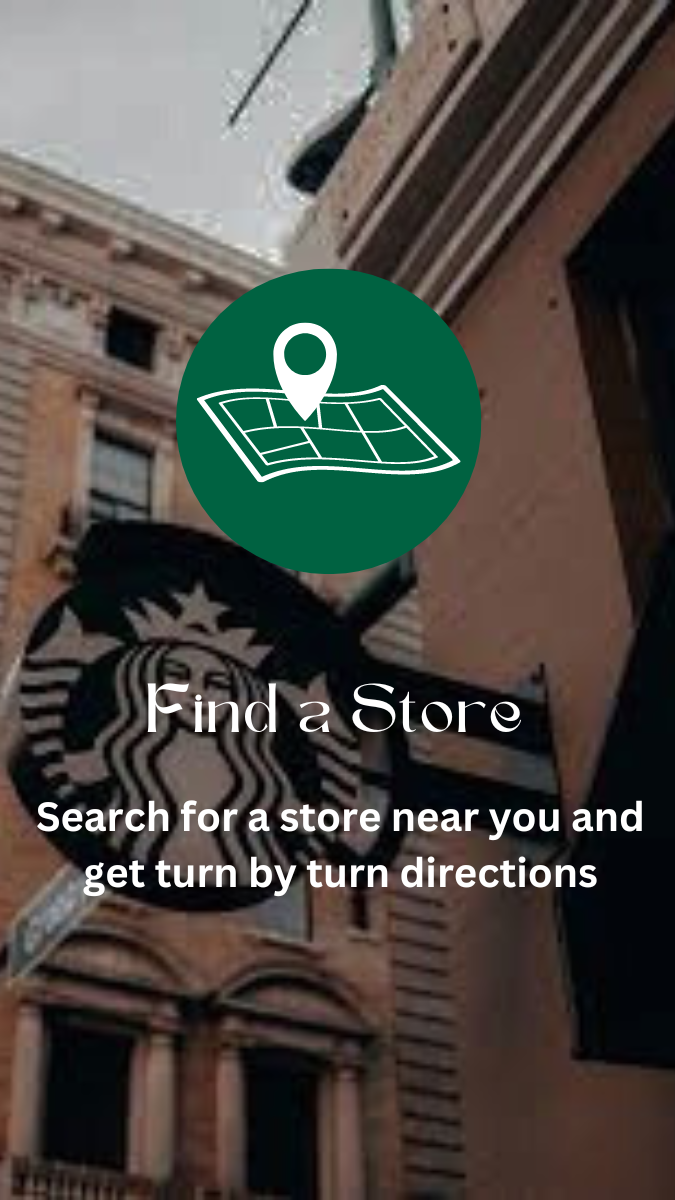 Find a Store
Search for a store near you and
get turn by turn directions